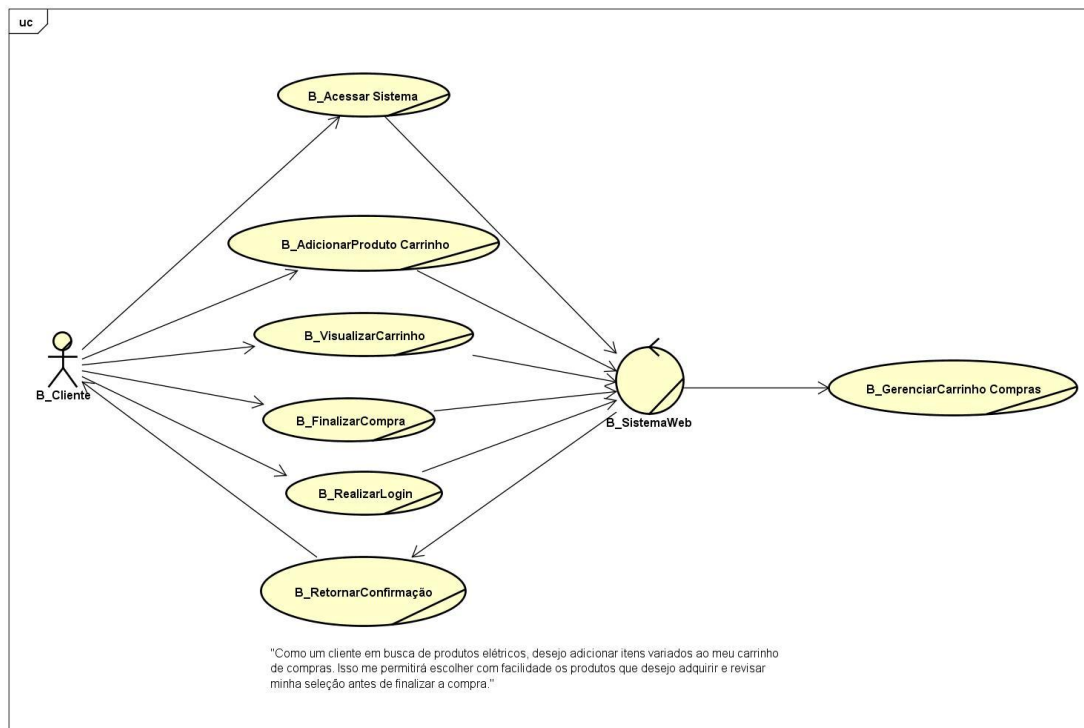 uc
B_Acessar Sistema
B_AdicionarProduto Carrinho
B_VisualizarCarrinho
B_Cliente
B_GerenciarCarrinho Compras
B_FinalizarCompra
B_SistemaWeb
B_RealizarLogin
B_RetornarConfirmação
"Como um cliente em busca de produtos elétricos, desejo adicionar itens variados ao meu carrinho
de compras. Isso me permitirá escolher com facilidade os produtos que desejo adquirir e revisar
minha seleção antes de finalizar a compra."